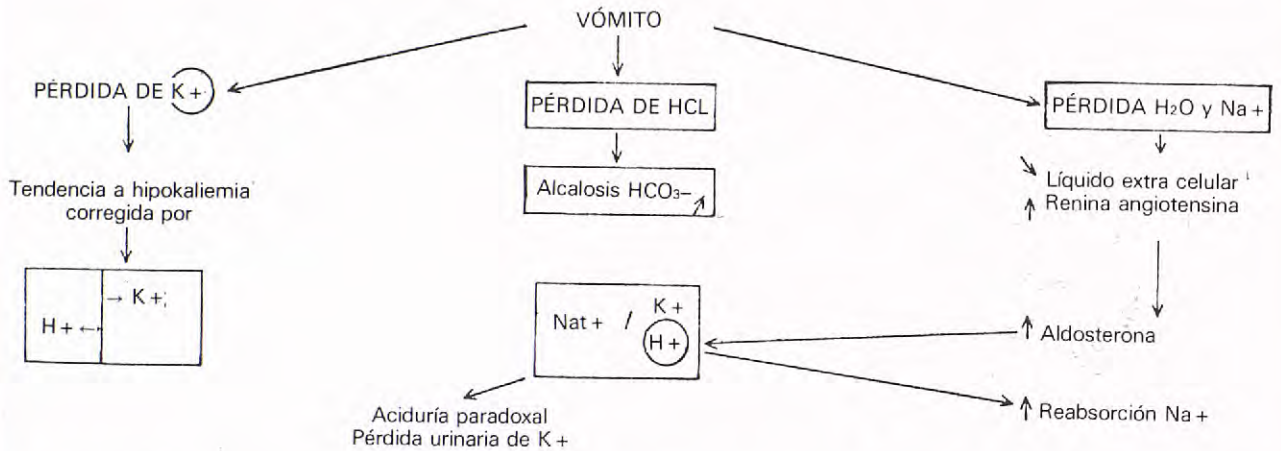 VÓMITO
PÉRDIDA DE K+
PÉRDIDA DE HCL
PÉRDIDA H2O y Na+
Tendencia a hipokaliemia
corregida por
Alcalosis HCO3– ↗
↘ Líquido extra celular
↑ Renina angiotensina
→ K+;
H+ ←
Nat+ / K+
H+
↑ Aldosterona
↑ Reabsorción Na+
Aciduría paradoxal
Pérdida urinaria de K+